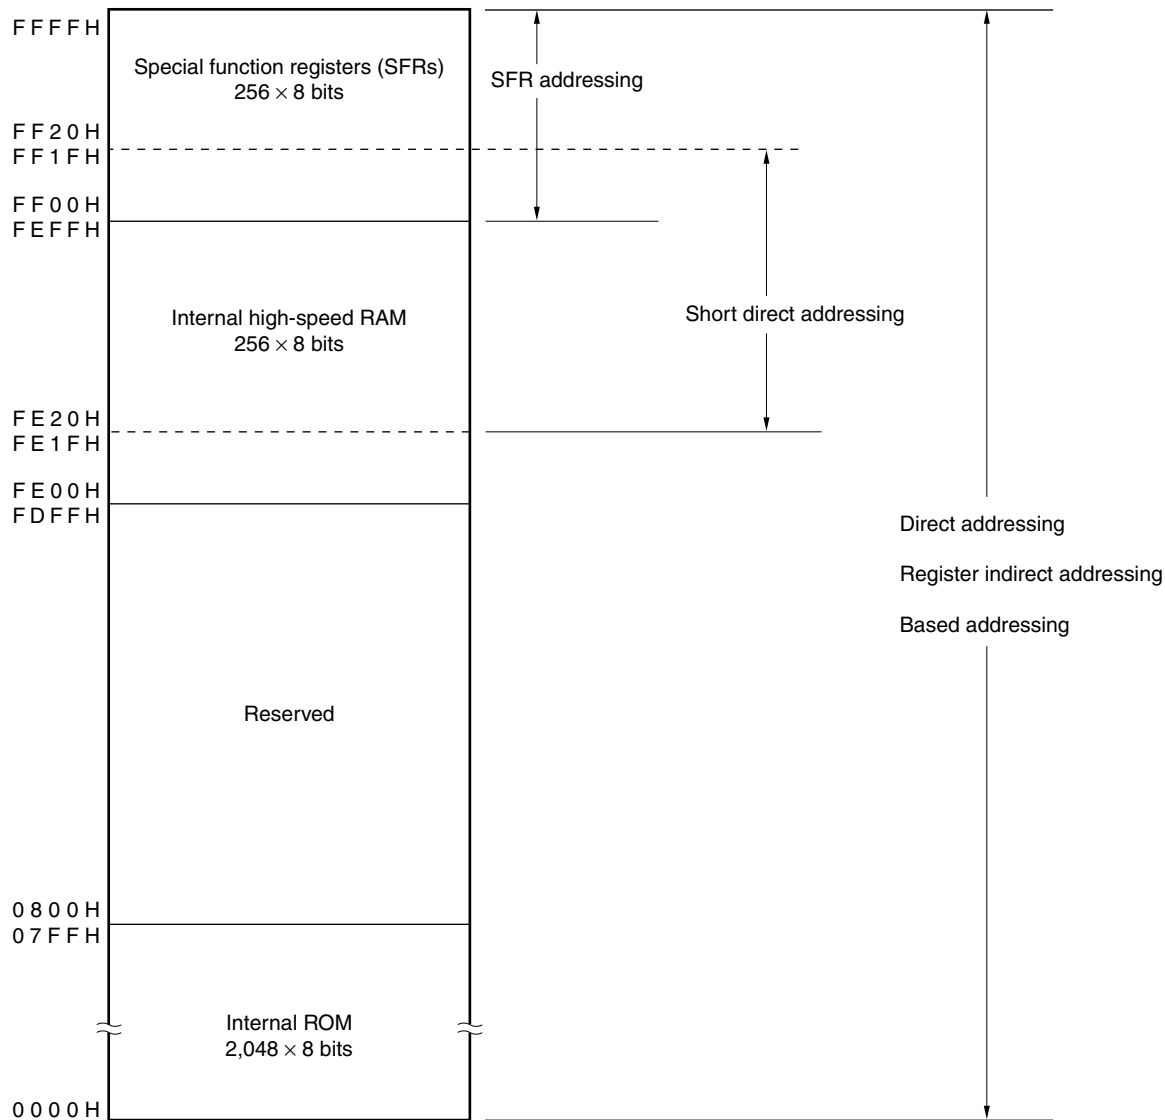 FFFFH
Special function registers (SFRs)
256 × 8 bits
SFR addressing
FF20H
FF1FH
FF00H
FEFFH
Internal high-speed RAM
256 × 8 bits
Short direct addressing
FE20H
FE1FH
FE00H
FDFFH
Direct addressing
Register indirect addressing
Based addressing
Reserved
0800H
07FFH
Internal ROM
2,048 × 8 bits
0000H